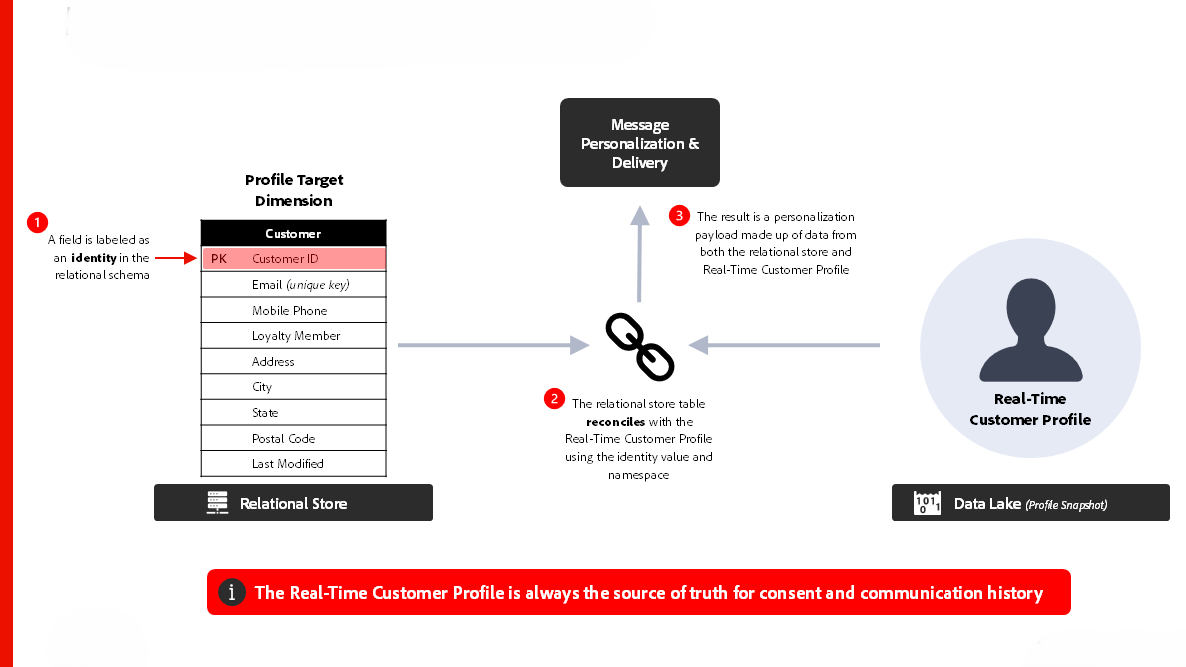 Message
Personalization &
Delivery
Profile Target
Dimension
1
A field is labeled as
an identity in the
relational schema
Customer
PK Customer ID
Email (unique key)
Mobile Phone
Loyalty Member
Address
City
State
Postal Code
Last Modified
Relational Store
3
The result is a personalization
payload made up of data from
both the relational store and
Real-Time Customer Profile
2
The relational store table
reconciles with the
Real-Time Customer Profile
using the identity value and
namespace
Real-Time
Customer Profile
101
0 1
Data Lake (Profile Snapshot)
i
The Real-Time Customer Profile is always the source of truth for consent and communication history